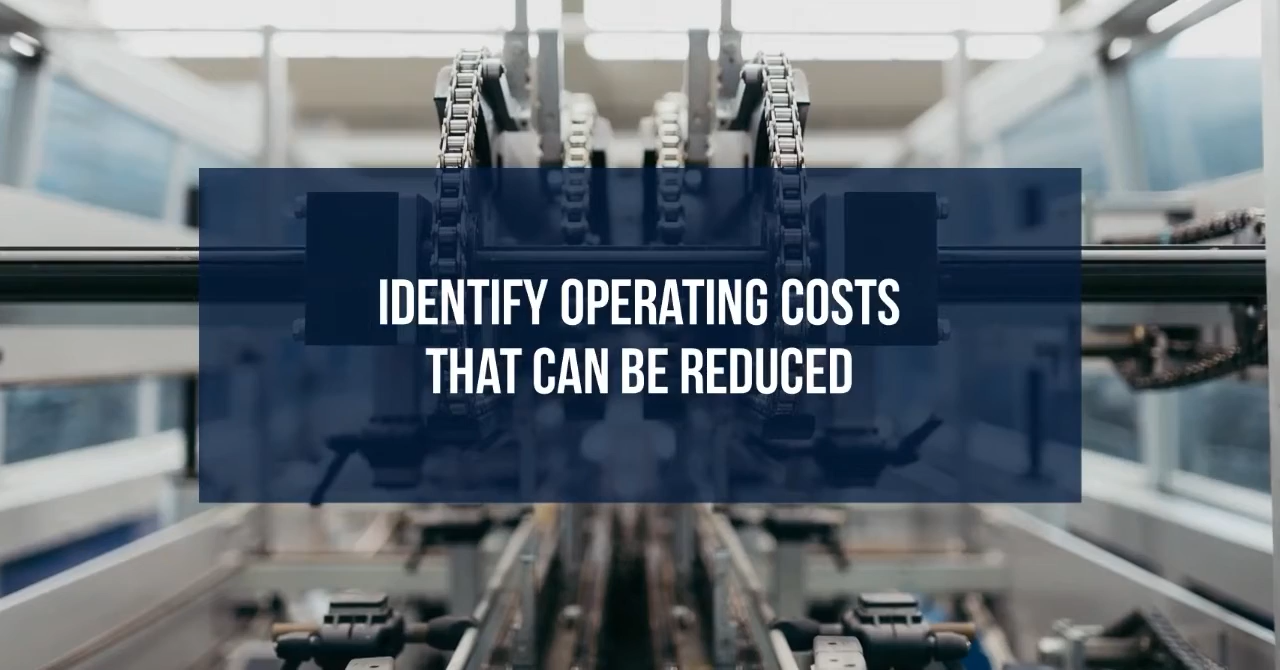 IDENTIFY OPERATING COSTS
THAT CAN BE REDUCED